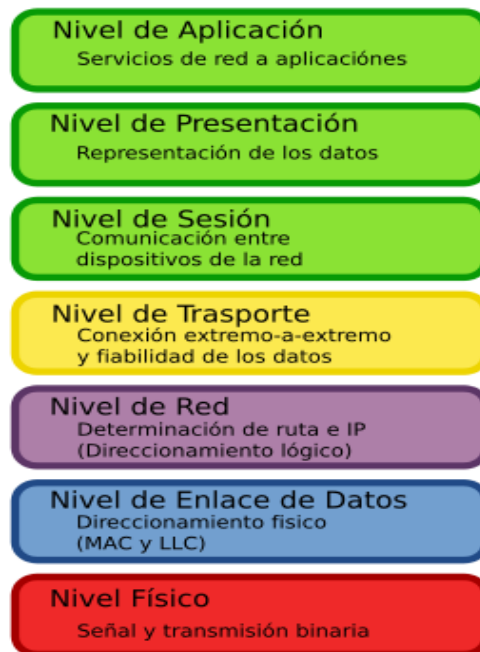 Nivel de Aplicación
Servicios de red a aplicaciónes
Nivel de Presentación
Representación de los datos
Nivel de Sesión
Comunicación entre
dispositivos de la red
Nivel de Trasporte
Conexión extremo-a-extremo
y fiabilidad de los datos
Nivel de Red
Determinación de ruta e IP
(Direccionamiento lógico)
Nivel de Enlace de Datos
Direccionamiento fisico
(MAC y LLC)
Nivel Físico
Señal y transmisión binaria